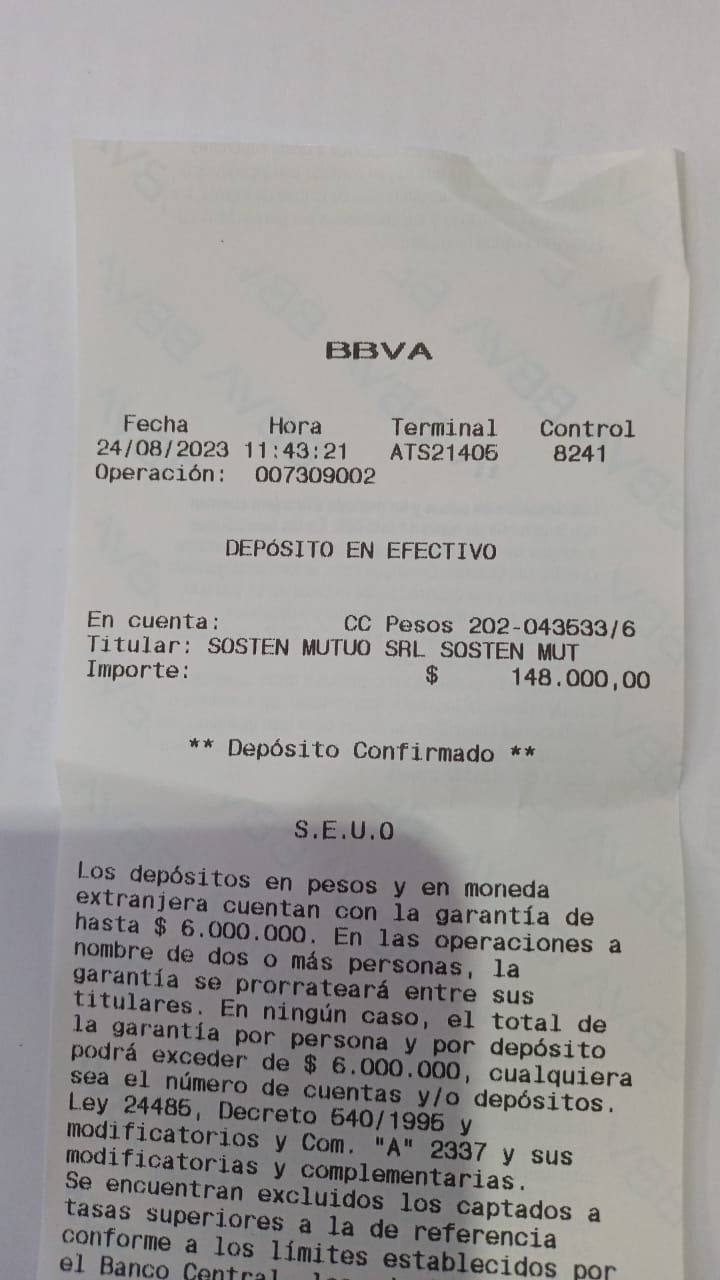 BBVA
Fecha Hora Terminal Control
24/08/2023 11:43:21 ATS21406 8241
Operación: 007309002
DEPóSITO EN EFECTIVO
En cuenta: CC Pesos 202-043533/6
Titular: SOSTEN MUTUO SRL SOSTEN MUT
Importe: $ 148.000,00
** Depósito Confirmado **
S.E.U.O
Los depósitos en pesos y en moneda
extranjera cuentan con la garantía de
hasta $ 6.000.000. En las operaciones a
nombre de dos o más personas, la
garantía se prorrateará entre sus
titulares. En ningún caso, el total de
la garantía por persona y por depósito
podrá exceder de $ 6.000.000, cualquiera
sea el número de cuentas y/o depósitos.
Ley 24485, Decreto 540/1995 y
modificatorios y Com. "A" 2337 y sus
modificatorias y complementarias.
Se encuentran excluidos los captados a
tasas superiores a la de referencia
conforme a los límites establecidos por
el Banco Central,